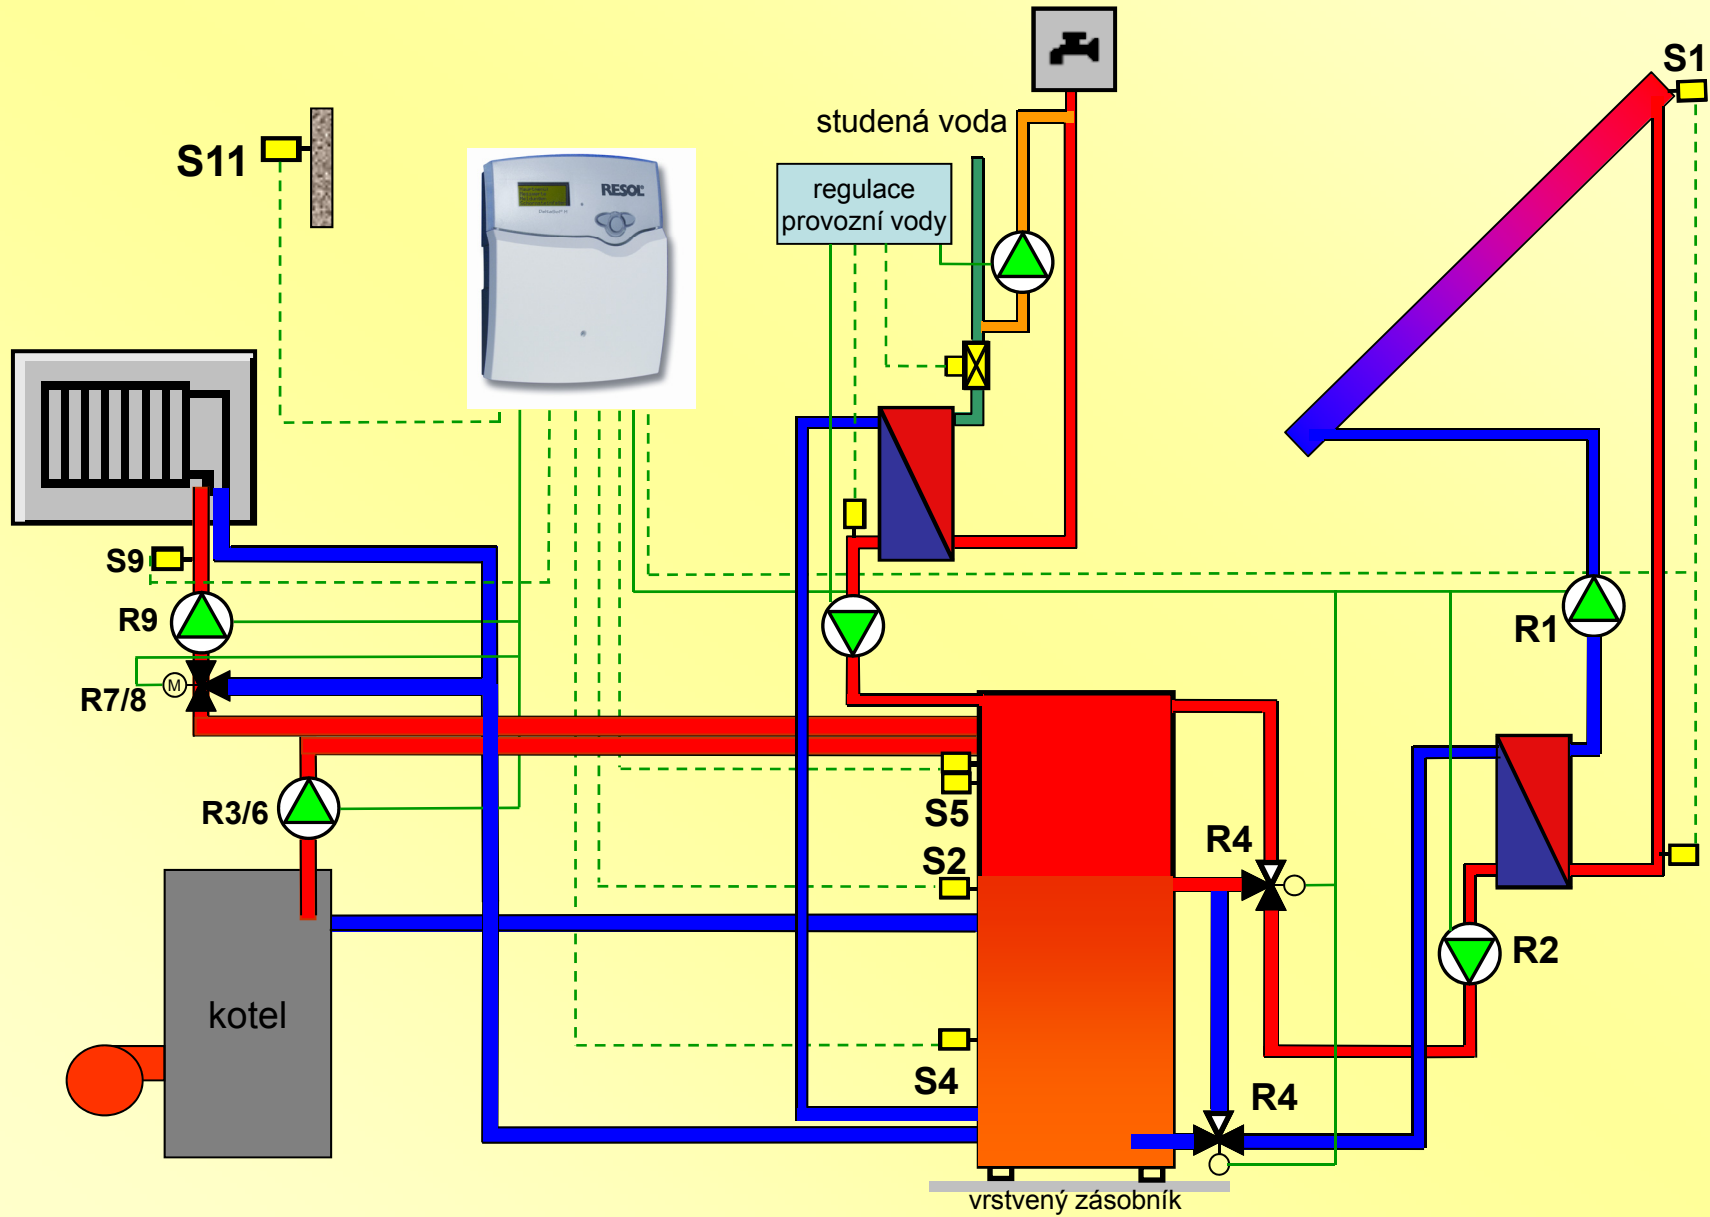 S1
studená voda
S11
regulace
provozní vody
RESOL
S9
R9
R1
R7/8
M
R3/6
S5
S2
R4
R2
kotel
S4
R4
vrstvený zásobník